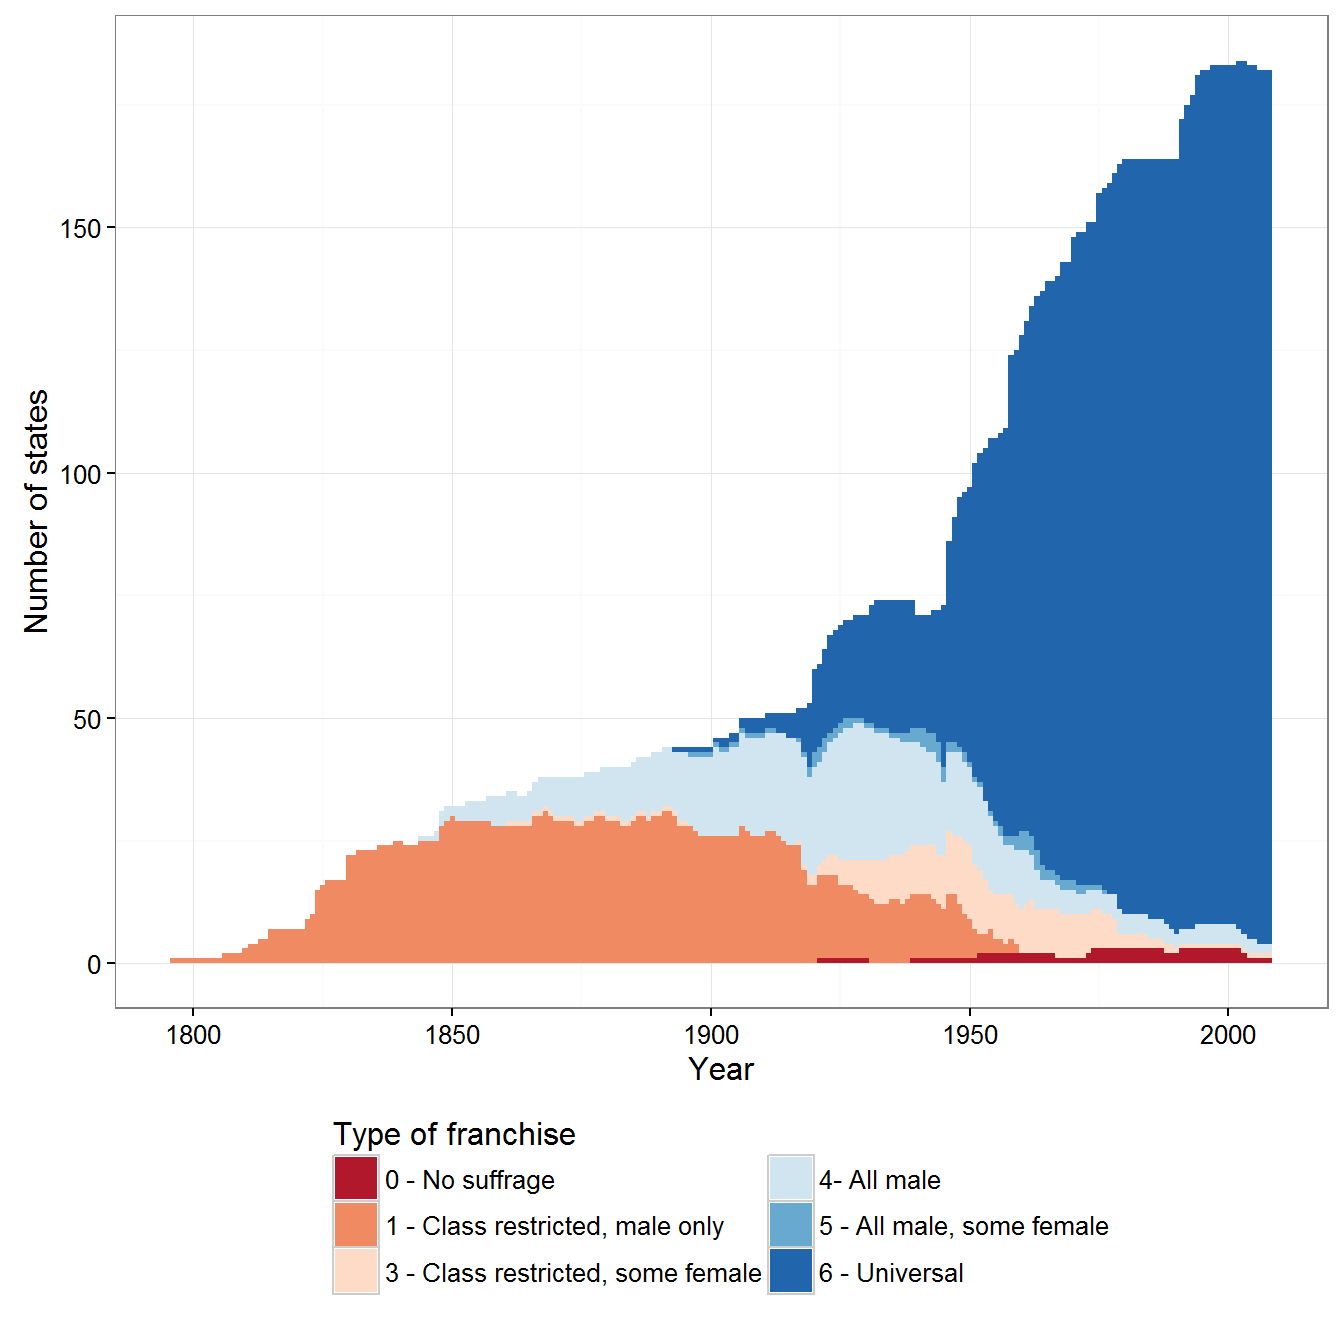 150
100
50
0
Number of states
1800 1850 1900 1950 2000
Year
Type of franchise
0 - No suffrage
1 - Class restricted, male only
3 - Class restricted, some female
4- All male
5 - All male, some female
6 - Universal